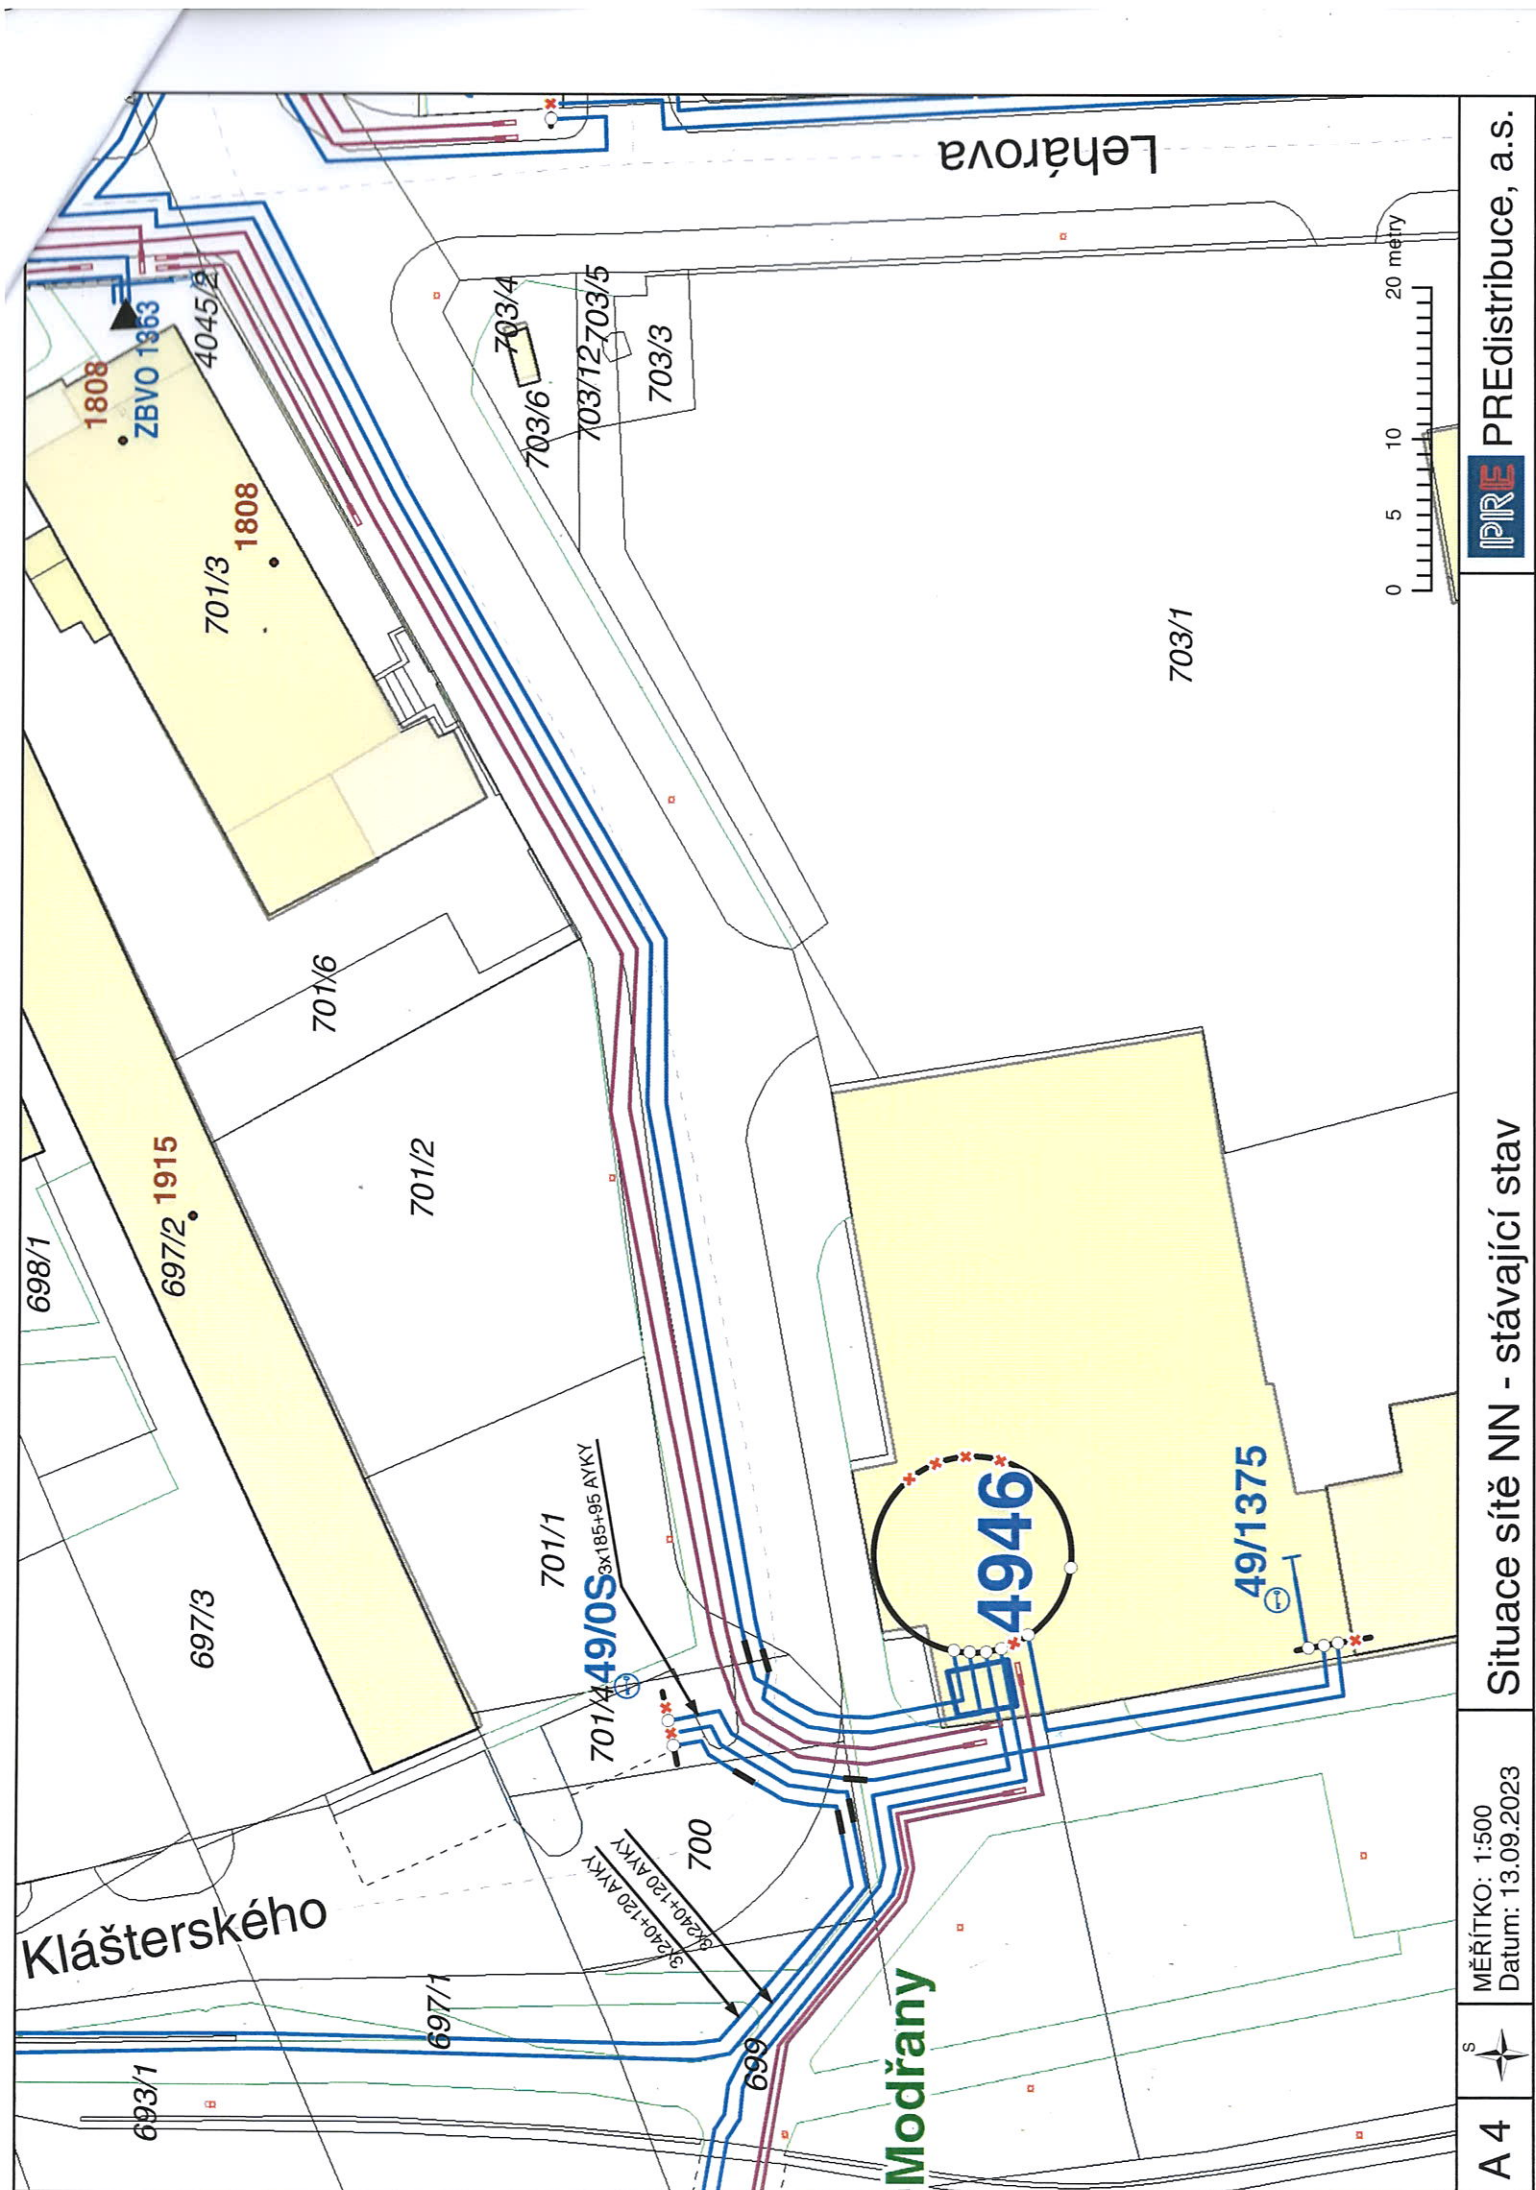 Lehárova
4045/2
ZBVO 1363
1808
1808
701/3
703/4
703/5
703/12
703/6
703/3
703/1
701/6
701/2
1915
697/2
698/1
697/3
701/1
3x185+95 AYKY
49/0S
701/4
4946
49/1375
700
3x240+120 AYKY
3x240+120 AYKY
Klášterského
697/1
693/1
699
Modřany
0 5 10 20 metry
A 4
S
MĚŘÍTKO: 1:500
Datum: 13.09.2023
Situace sítě NN - stávající stav
PRE PREdistribuce, a.s.